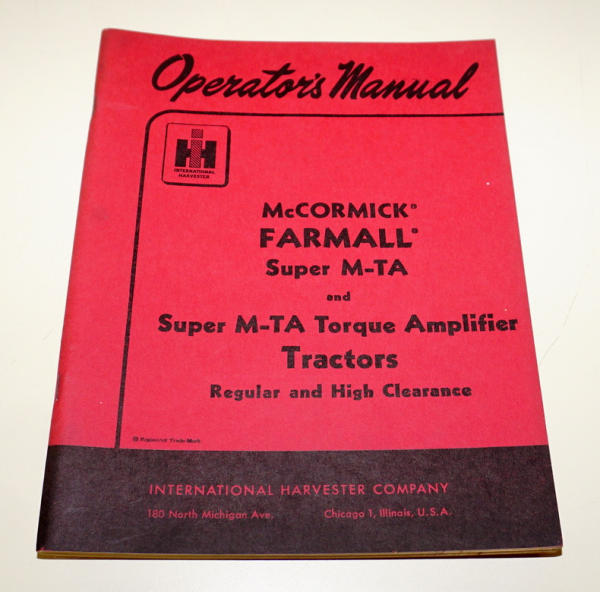 Operator's Manual
IH
INTERNATIONAL
HARVESTER
McCORMICK®
FARMALL®
Super M-TA
and
Super M-TA Torque Amplifier
Tractors
Regular and High Clearance
® Registered Trade-Mark
INTERNATIONAL HARVESTER COMPANY
180 North Michigan Ave. Chicago 1, Illinois, U.S.A.